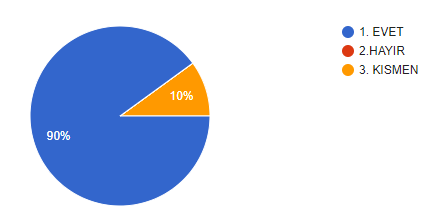 1. EVET
2.HAYIR
3. KISMEN
10%
90%